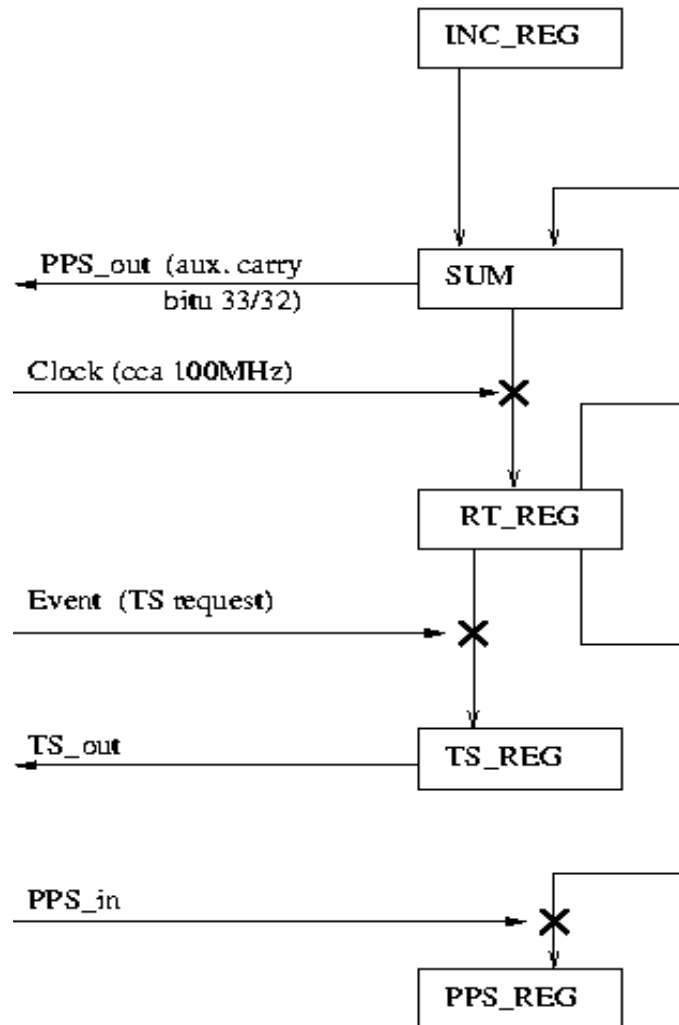 INC_REG
PPS_out (aux. carry
bitu 33/32)
SUM
Clock (cca 100MHz)
RT_REG
Event (TS request)
TS_out
TS_REG
PPS_in
PPS_REG